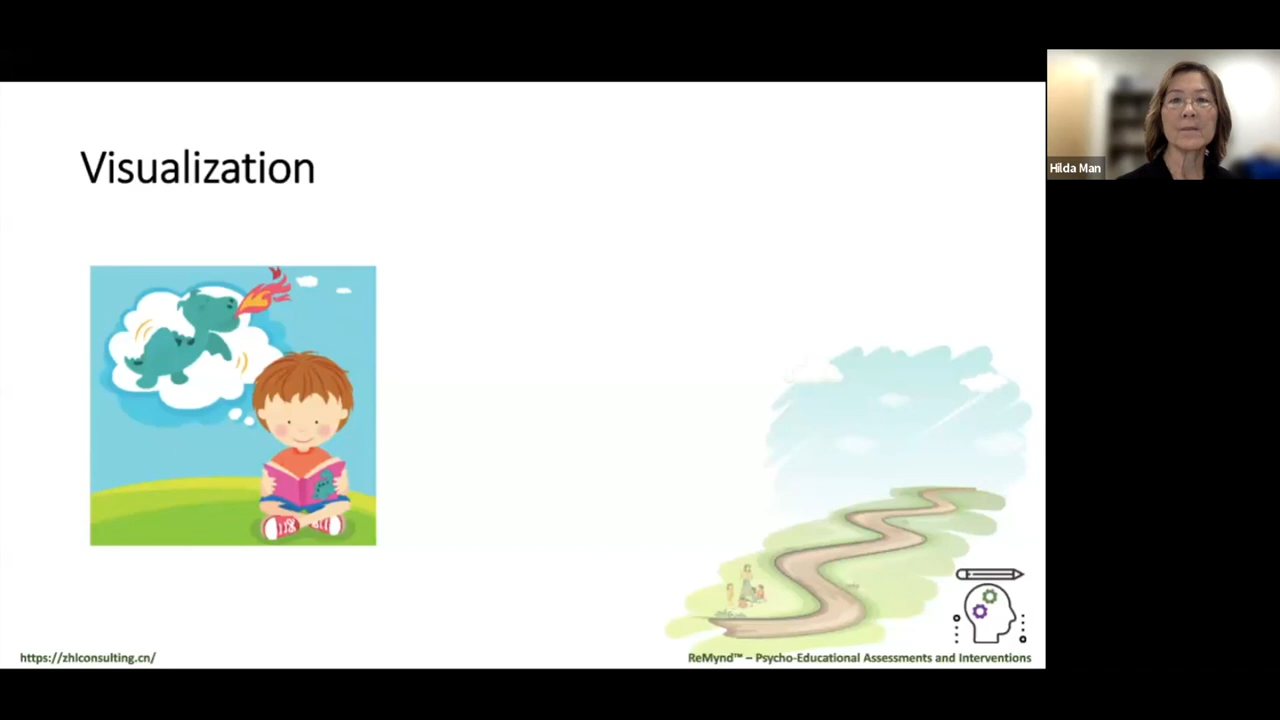 Visualization
Hilda Man
https://zhlconsulting.cn/
ReMynd™ – Psycho-Educational Assessments and Interventions